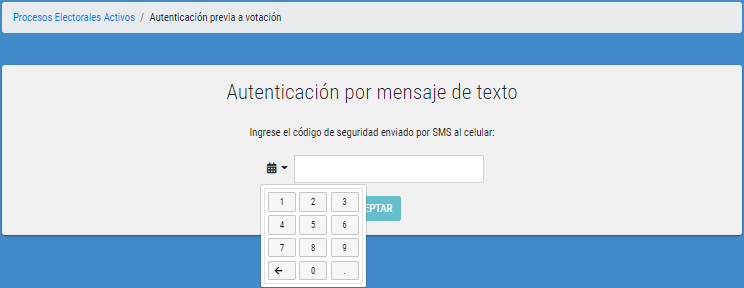 Procesos Electorales Activos / Autenticación previa a votación
Autenticación por mensaje de texto
Ingrese el código de seguridad enviado por SMS al celular:
EPTAR
1 2 3
4 5 6
7 8 9
← 0 .